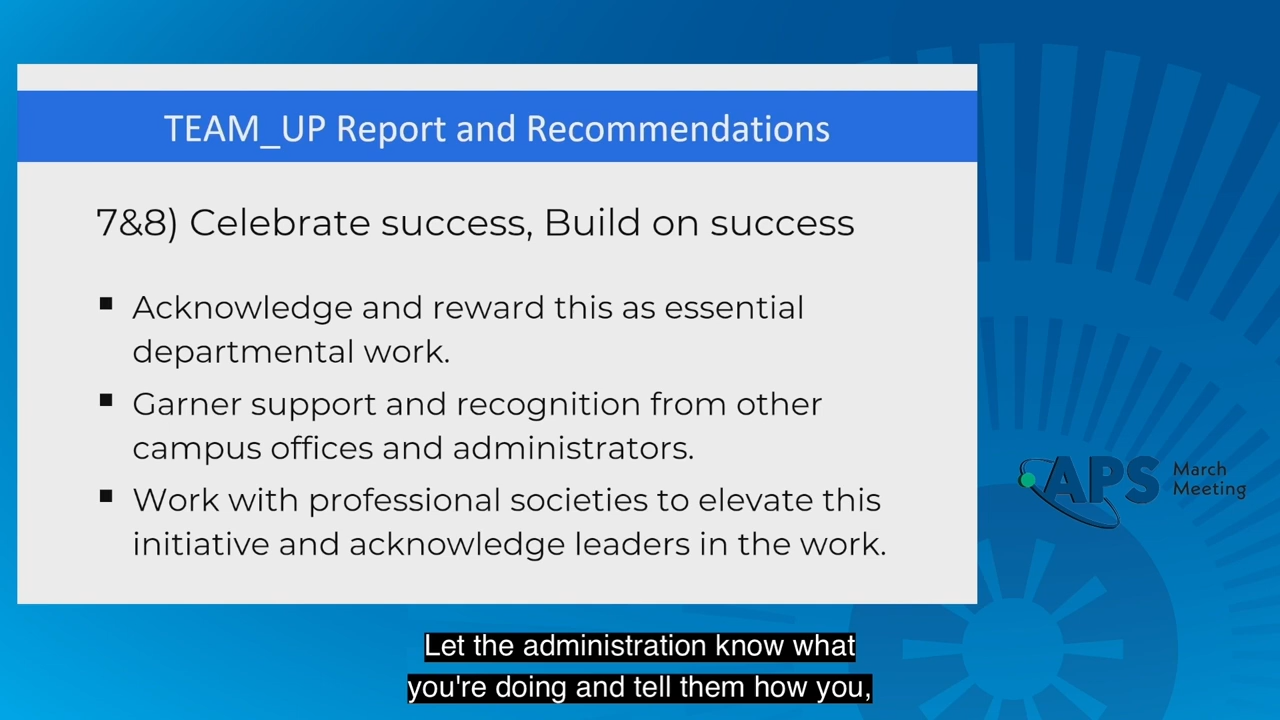 TEAM_UP Report and Recommendations
7&8) Celebrate success, Build on success
▪ Acknowledge and reward this as essential
departmental work.
▪ Garner support and recognition from other
campus offices and administrators.
▪ Work with professional societies to elevate this
initiative and acknowledge leaders in the work.
APS March
Meeting
Let the administration know what
you're doing and tell them how you,